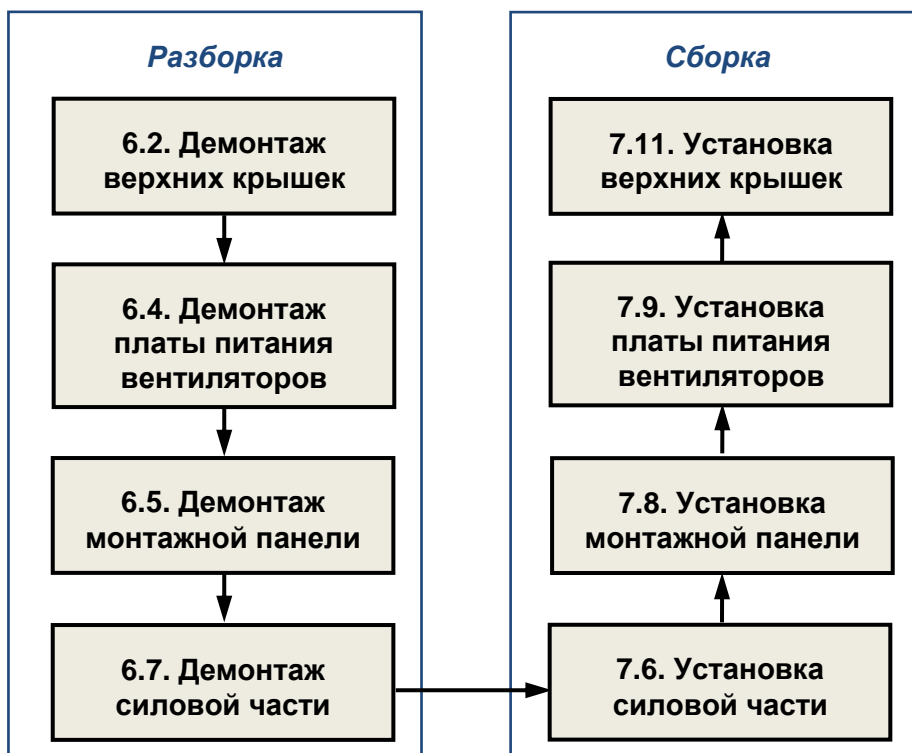 Разборка
6.2. Демонтаж
верхних крышек
6.4. Демонтаж
платы питания
вентиляторов
6.5. Демонтаж
монтажной панели
6.7. Демонтаж
силовой части
Сборка
7.11. Установка
верхних крышек
7.9. Установка
платы питания
вентиляторов
7.8. Установка
монтажной панели
7.6. Установка
силовой части